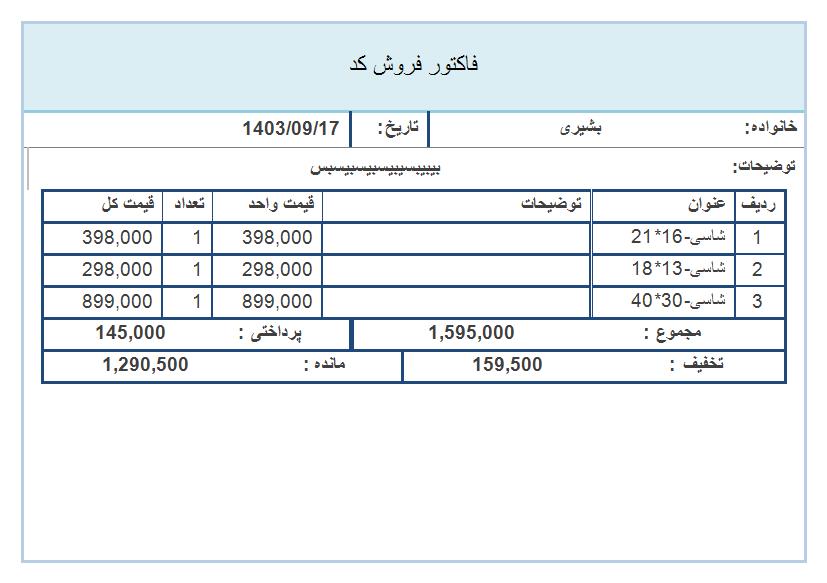 فاکتور فروش کد
خانواده: بشیری تاریخ: 1403/09/17
توضیحات: بیبیبسیبیسبیسبیسبس
ردیف عنوان توضیحات قیمت واحد تعداد قیمت کل
1 شاسی-16*21 398,000 1 398,000
2 شاسی-13*18 298,000 1 298,000
3 شاسی-30*40 899,000 1 899,000
مجموع : 1,595,000 پرداختی : 145,000
تخفیف : 159,500 مانده : 1,290,500